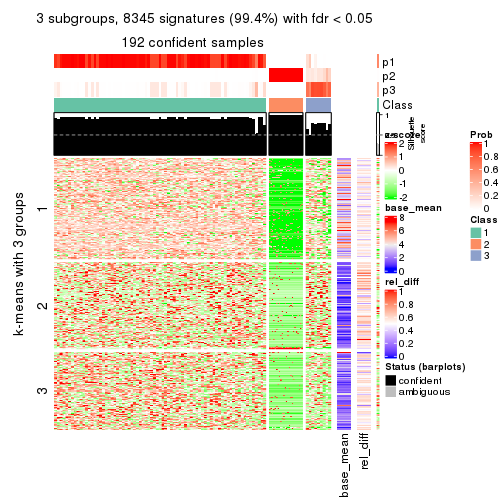 3 subgroups, 8345 signatures (99.4%) with fdr < 0.05
192 confident samples
p1
p2
p3
Class
1
Silhouette
score
k-means with 3 groups
1
2
3
base_mean
rel_diff
z-score
2
1
0
-1
-2
base_mean
8
6
4
2
0
rel_diff
1
0.8
0.6
0.4
0.2
0
Status (barplots)
confident
ambiguous
Prob
1
0.8
0.6
0.4
0.2
0
Class
1
2
3